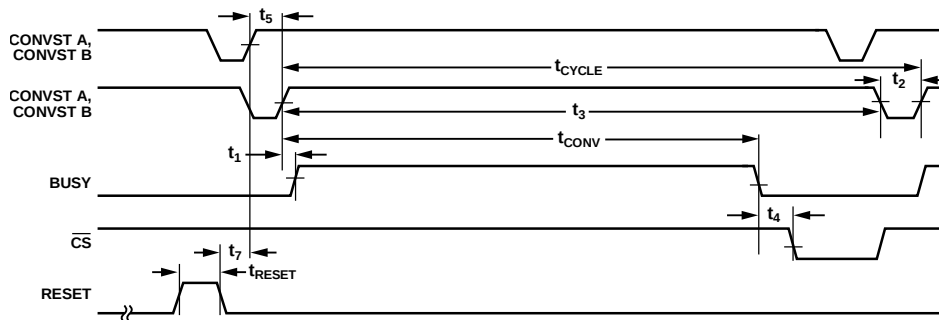 t5
CONVST A,
CONVST B
tCYCLE
t2
CONVST A,
CONVST B
t3
tCONV
t1
BUSY
t4
CS
t7
tRESET
RESET